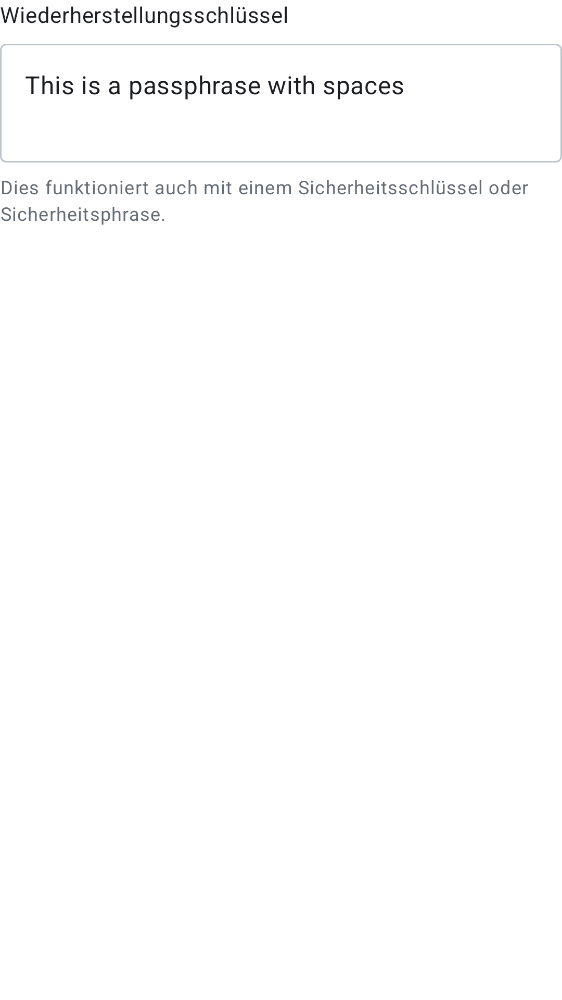 Wiederherstellungsschlüssel
This is a passphrase with spaces
Dies funktioniert auch mit einem Sicherheitsschlüssel oder
Sicherheitsphrase.